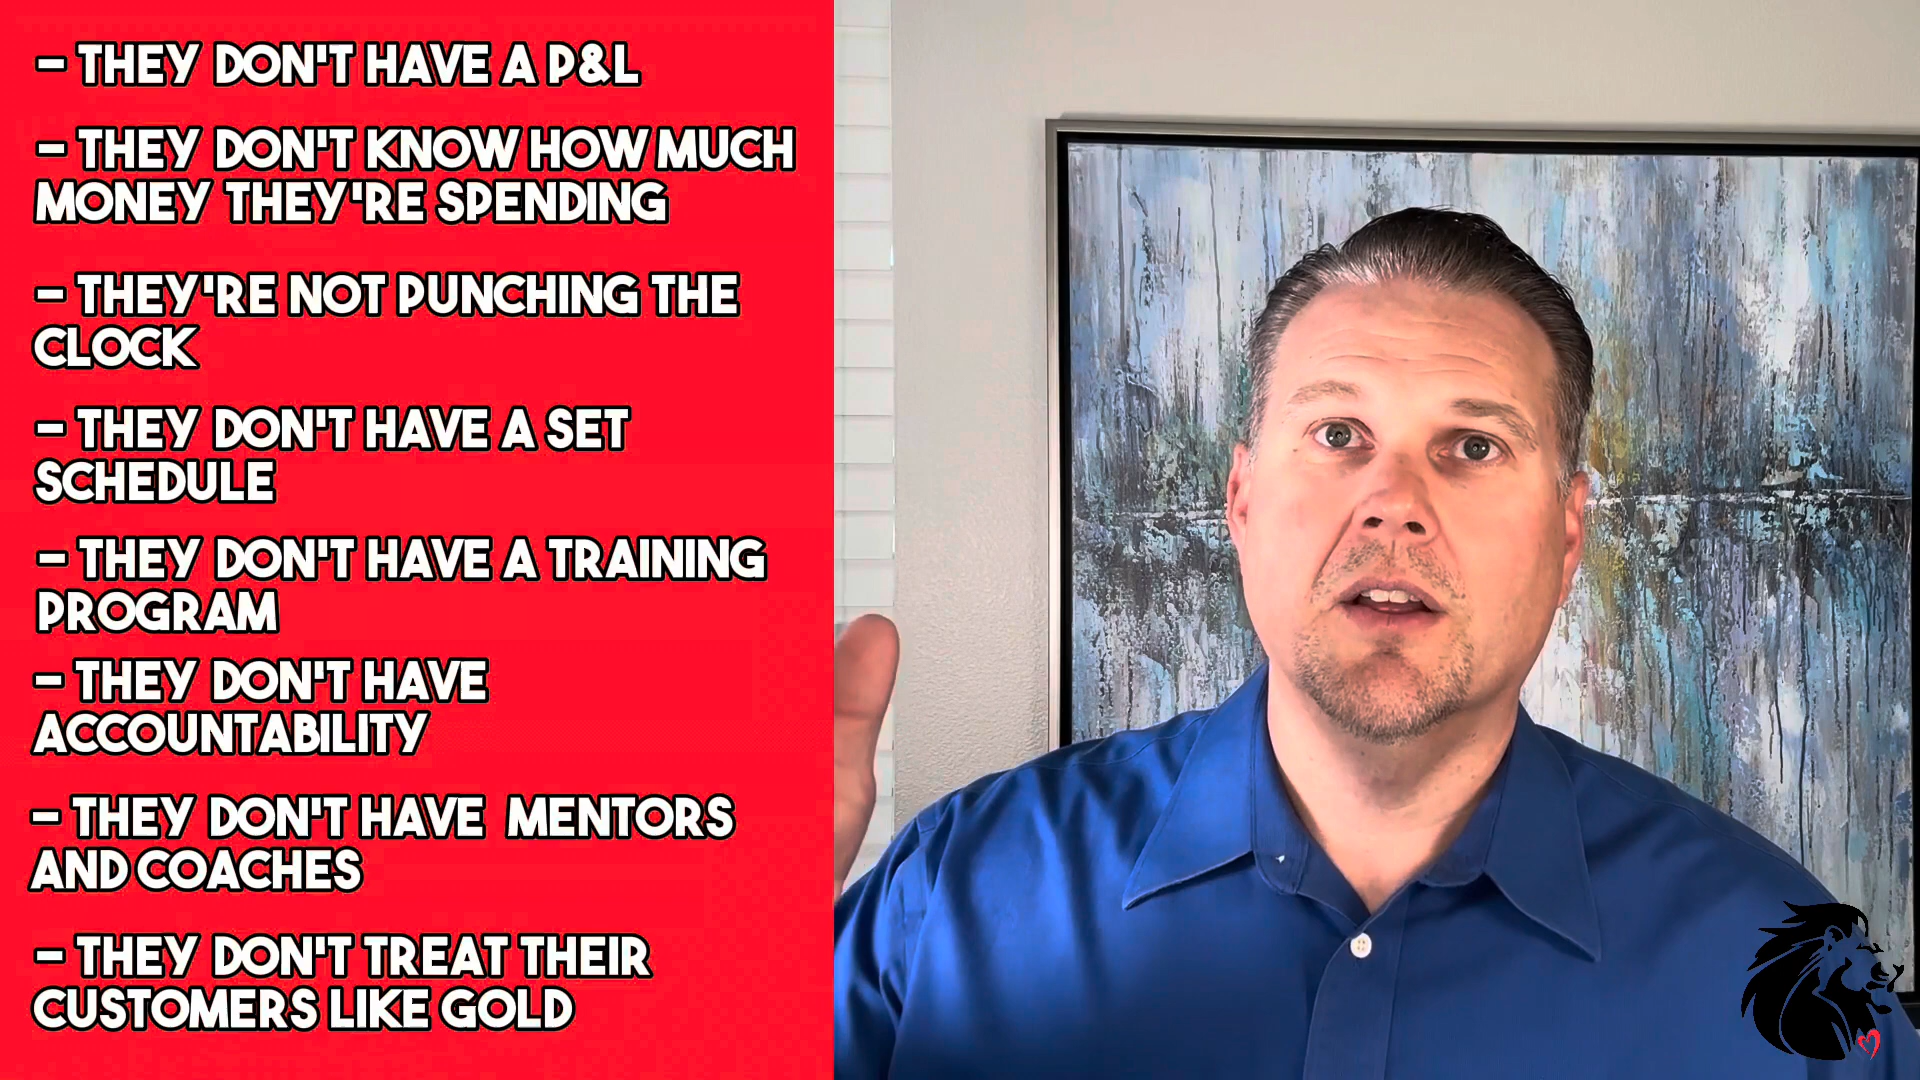 - THEY DON'T HAVE A P&L
- THEY DON'T KNOW HOW MUCH
MONEY THEY'RE SPENDING
- THEY'RE NOT PUNCHING THE
CLOCK
- THEY DON'T HAVE A SET
SCHEDULE
- THEY DON'T HAVE A TRAINING
PROGRAM
- THEY DON'T HAVE
ACCOUNTABILITY
- THEY DON'T HAVE MENTORS
AND COACHES
- THEY DON'T TREAT THEIR
CUSTOMERS LIKE GOLD